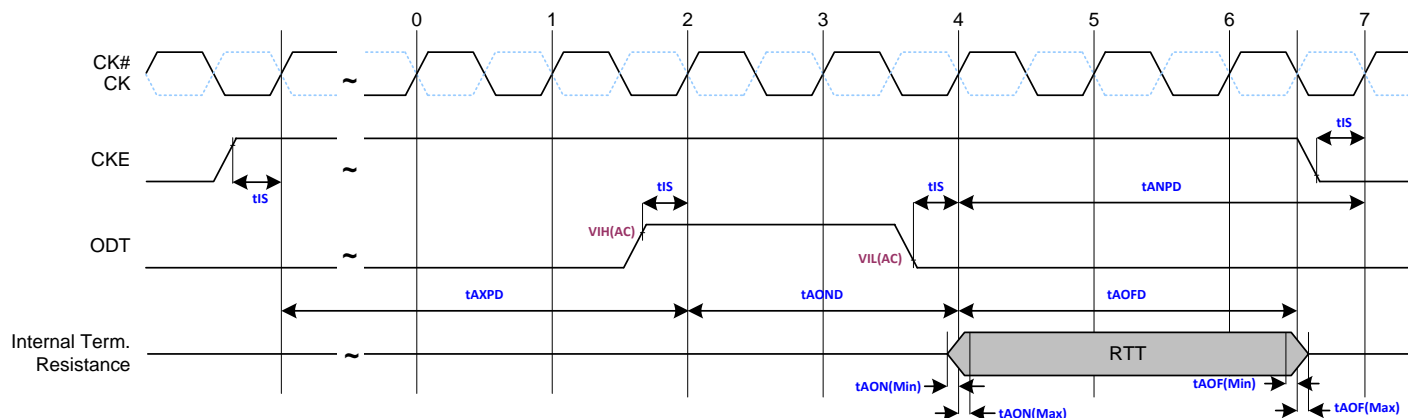 0 1 2 3 4 5 6 7
CK#
CK
~
tIS
CKE
~
tIS
tIS
tIS
tANPD
VIH(AC)
ODT
~
VIL(AC)
tAXPD
tAOND
tAOFD
Internal Term.
Resistance
~
RTT
tAON(Min)
tAOF(Min)
tAON(Max)
tAOF(Max)